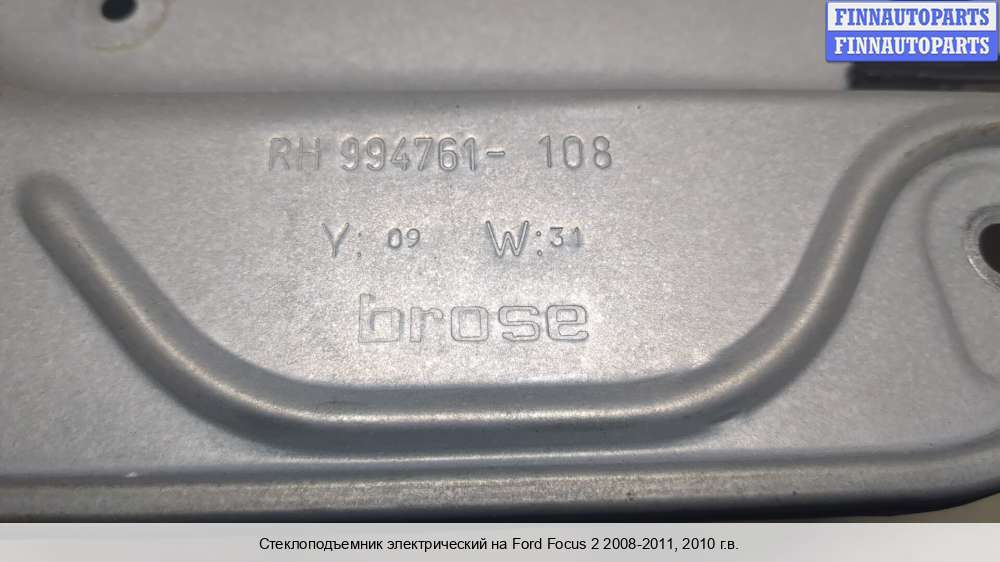 FINNAUTOPARTS
FINNAUTOPARTS
RH 994761- 108
Y: 09 W:31
brose
Стеклоподъемник электрический на Ford Focus 2 2008-2011, 2010 г.в.